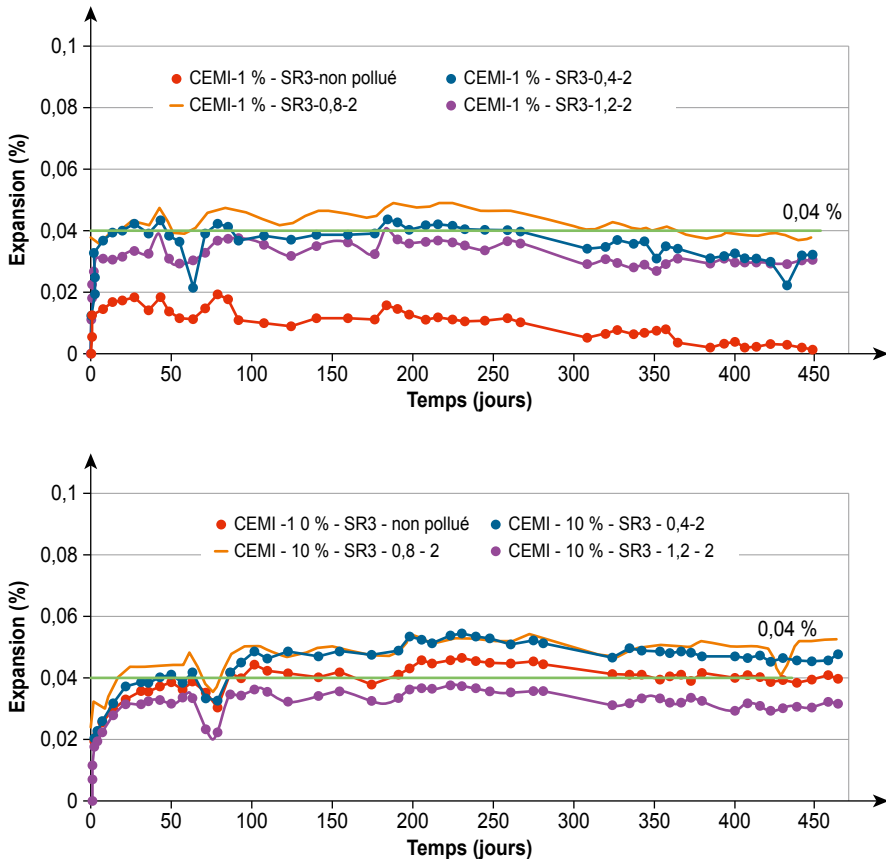 0,1
CEMI-1 % - SR3-non pollué
CEMI-1 % - SR3-0,4-2
CEMI-1 % - SR3-0,8-2
CEMI-1 % - SR3-1,2-2
0,08
0,06
0,04 %
0,04
0,02
0
Expansion (%)
0 50 100 150 200 250 300 350 400 450
Temps (jours)
0,1
CEMI -1 0 % - SR3 - non pollué
CEMI - 10 % - SR3 - 0,4-2
CEMI - 10 % - SR3 - 0,8 - 2
CEMI - 10 % - SR3 - 1,2 - 2
0,08
0,06
0,04 %
0,04
0,02
0
Expansion (%)
0 50 100 150 200 250 300 350 400 450
Temps (jours)